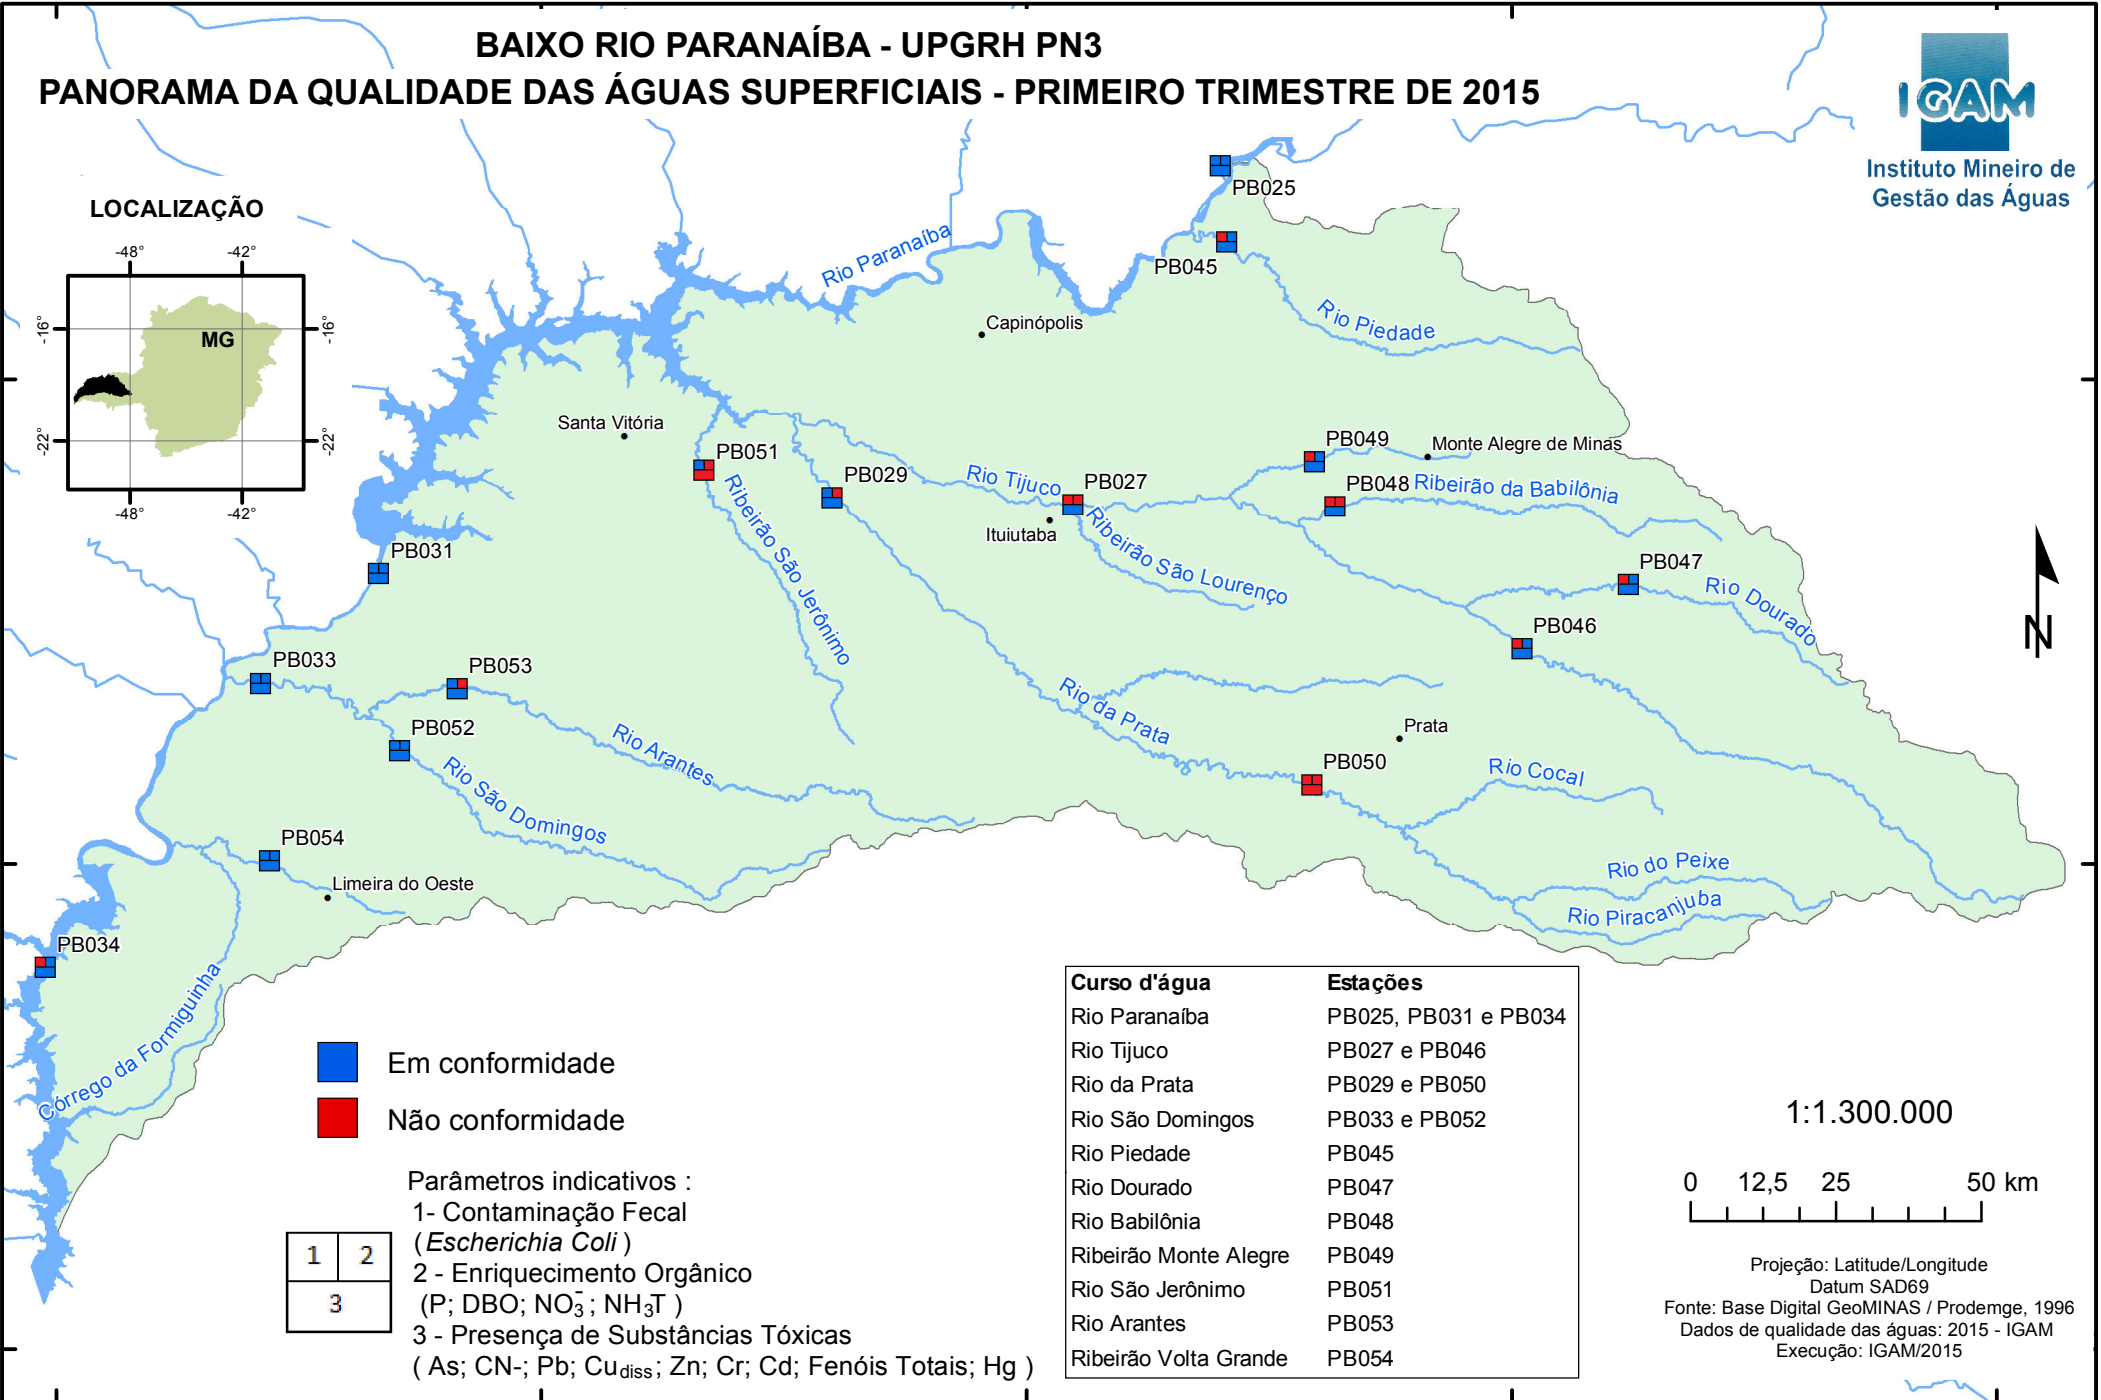 BAIXO RIO PARANAÍBA - UPGRH PN3
PANORAMA DA QUALIDADE DAS ÁGUAS SUPERFICIAIS - PRIMEIRO TRIMESTRE DE 2015
IGAM
Instituto Mineiro de
Gestão das Águas
LOCALIZAÇÃO
-48°
-42°
-16°
-16°
MG
-22°
-22°
-48°
-42°
PB025
Rio Paranaíba
PB045
Rio Piedade
Capinópolis
Santa Vitória
PB051
PB029
Rio Tijuco
PB027
PB049
Monte Alegre de Minas
PB048
Ribeirão da Babilônia
Ituiutaba
Ribeirão São Lourenço
Ribeirão São Jerônimo
PB031
PB047
Rio Dourado
PB046
PB033
PB053
PB052
Rio Arantes
Rio da Prata
Prata
PB050
Rio Cocal
Rio São Domingos
PB054
Limeira do Oeste
Rio do Peixe
Rio Piracanjuba
PB034
Córrego da Formiguinha
N
Em conformidade
Não conformidade
Parâmetros indicativos :
1- Contaminação Fecal
(Escherichia Coli )
2 - Enriquecimento Orgânico
(P; DBO; NO₃⁻; NH₃T )
3 - Presença de Substâncias Tóxicas
( As; CN-; Pb; Cudiss; Zn; Cr; Cd; Fenóis Totais; Hg )
1 2
3
Curso d'água Estações
Rio Paranaíba PB025, PB031 e PB034
Rio Tijuco PB027 e PB046
Rio da Prata PB029 e PB050
Rio São Domingos PB033 e PB052
Rio Piedade PB045
Rio Dourado PB047
Rio Babilônia PB048
Ribeirão Monte Alegre PB049
Rio São Jerônimo PB051
Rio Arantes PB053
Ribeirão Volta Grande PB054
1:1.300.000
0 12,5 25 50 km
Projeção: Latitude/Longitude
Datum SAD69
Fonte: Base Digital GeoMINAS / Prodemge, 1996
Dados de qualidade das águas: 2015 - IGAM
Execução: IGAM/2015